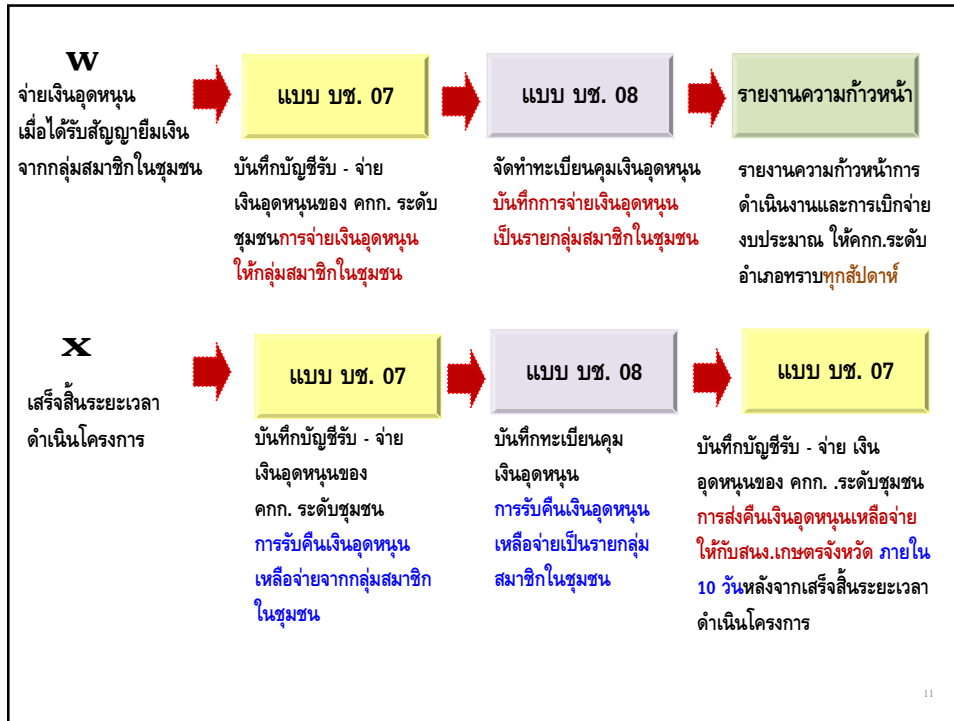 w
จ่ายเงินอุดหนุน
เมื่อได้รับสัญญายืมเงิน
จากกลุ่มสมาชิกในชุมชน
แบบ บช. 07
บันทึกบัญชีรับ - จ่าย
เงินอุดหนุนของ คกก. ระดับ
ชุมชนการจ่ายเงินอุดหนุน
ให้กลุ่มสมาชิกในชุมชน
แบบ บช. 08
จัดทำทะเบียนคุมเงินอุดหนุน
บันทึกการจ่ายเงินอุดหนุน
เป็นรายกลุ่มสมาชิกในชุมชน
รายงานความก้าวหน้า
รายงานความก้าวหน้าการ
ดำเนินงานและการเบิกจ่าย
งบประมาณ ให้คกก.ระดับ
อำเภอทราบทุกสัปดาห์
x
เสร็จสิ้นระยะเวลา
ดำเนินโครงการ
แบบ บช. 07
บันทึกบัญชีรับ - จ่าย
เงินอุดหนุนของ
คกก. ระดับชุมชน
การรับคืนเงินอุดหนุน
เหลือจ่ายจากกลุ่มสมาชิก
ในชุมชน
แบบ บช. 08
บันทึกทะเบียนคุม
เงินอุดหนุน
การรับคืนเงินอุดหนุน
เหลือจ่ายเป็นรายกลุ่ม
สมาชิกในชุมชน
แบบ บช. 07
บันทึกบัญชีรับ - จ่าย เงิน
อุดหนุนของ คกก. .ระดับชุมชน
การส่งคืนเงินอุดหนุนเหลือจ่าย
ให้กับสนง.เกษตรจังหวัด ภายใน
10 วันหลังจากเสร็จสิ้นระยะเวลา
ดำเนินโครงการ
11